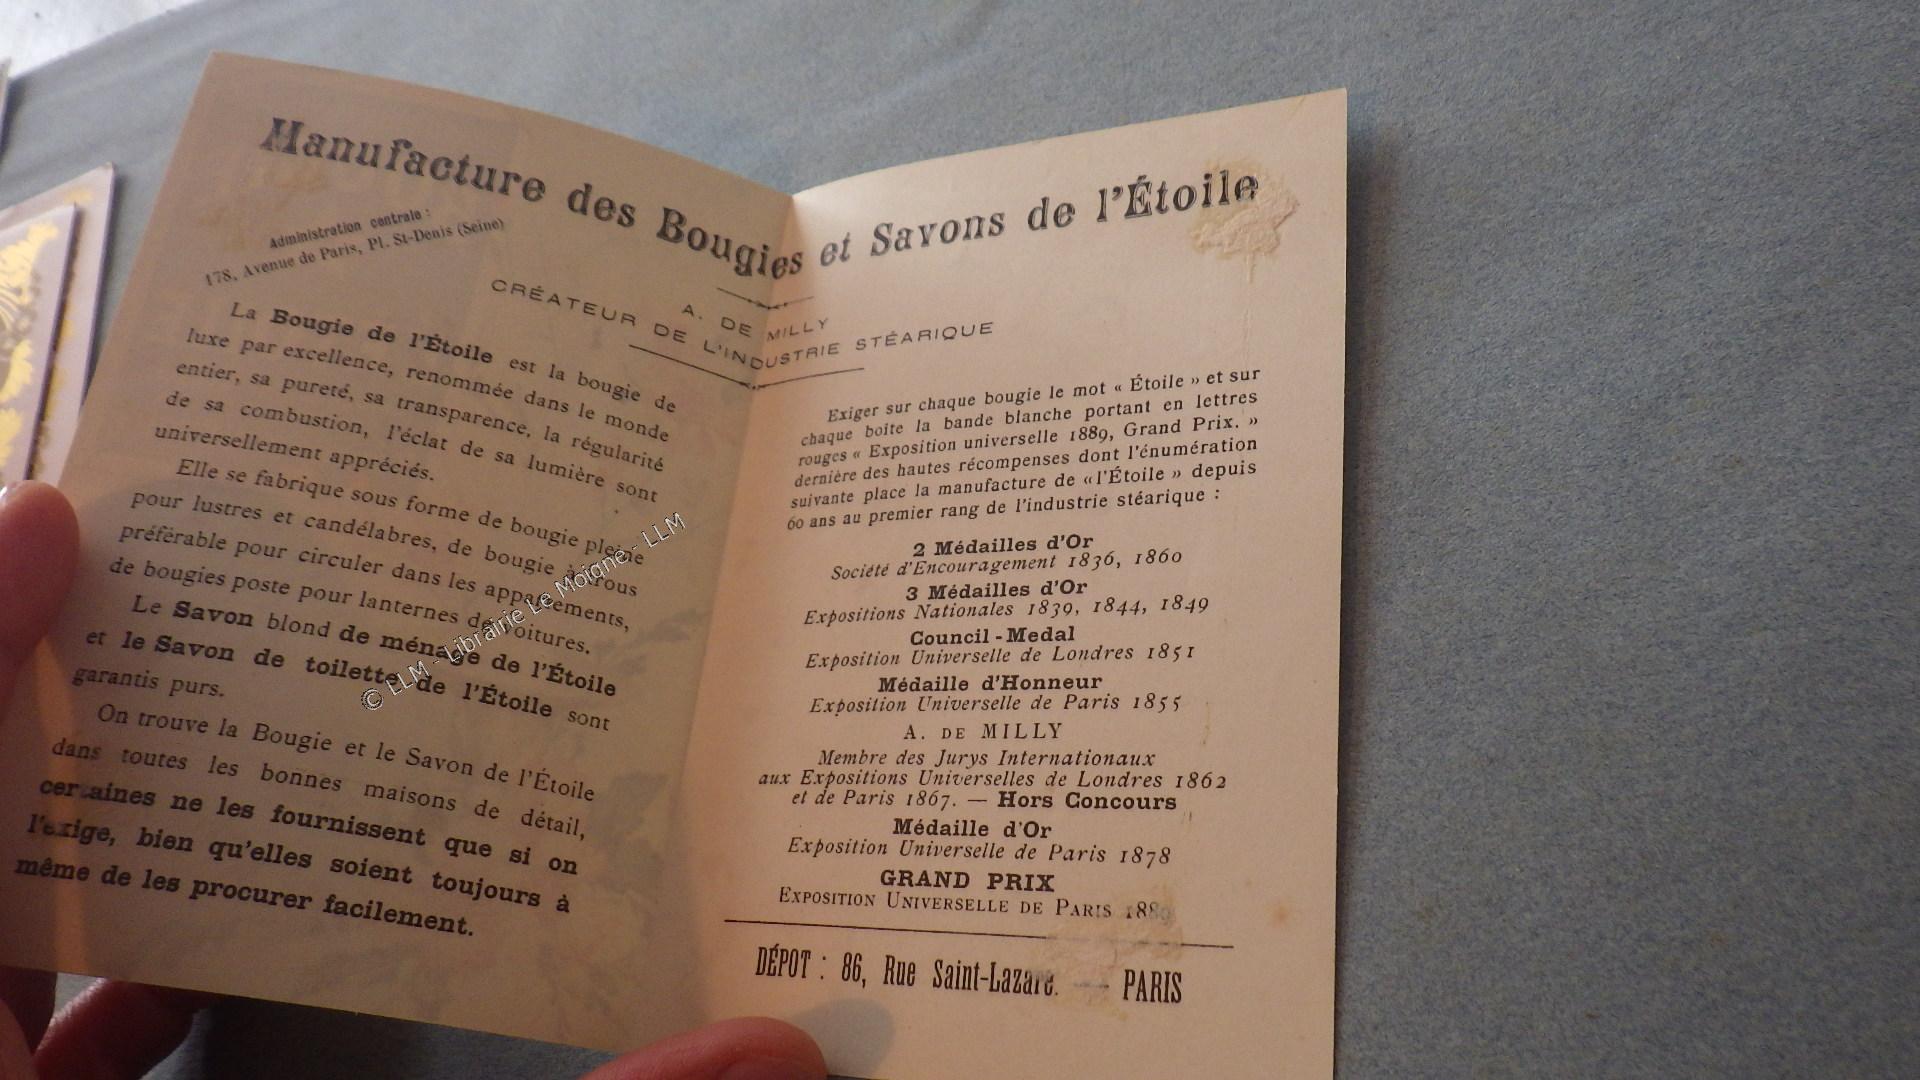 Manufacture des Bougies et Savons de l'Étoile
Administration centrale :
178, Avenue de Paris, Pl. St-Denis (Seine)
A. DE MILLY
CRÉATEUR DE L'INDUSTRIE STÉARIQUE
La Bougie de l'Étoile est la bougie de
luxe par excellence, renommée dans le monde
entier, sa pureté, sa transparence, la régularité
de sa combustion, l'éclat de sa lumière sont
universellement appréciés.
Elle se fabrique sous forme de bougie pleine
pour lustres et candélabres, de bougie à trous
préférable pour circuler dans les appartements,
de bougies poste pour lanternes de voitures.
Le Savon blond de ménage de l'Étoile
et le Savon de toilette de l'Étoile sont
garantis purs.
On trouve la Bougie et le Savon de l'Étoile
dans toutes les bonnes maisons de détail,
certaines ne les fournissent que si on
l'exige, bien qu'elles soient toujours à
même de les procurer facilement.
Exiger sur chaque bougie le mot « Étoile » et sur
chaque boîte la bande blanche portant en lettres
rouges « Exposition universelle 1889, Grand Prix. »
dernière des hautes récompenses dont l'énumération
suivante place la manufacture de « l'Étoile » depuis
60 ans au premier rang de l'industrie stéarique :
2 Médailles d'Or
Société d'Encouragement 1836, 1860
3 Médailles d'Or
Expositions Nationales 1839, 1844, 1849
Council-Medal
Exposition Universelle de Londres 1851
Médaille d'Honneur
Exposition Universelle de Paris 1855
A. DE MILLY
Membre des Jurys Internationaux
aux Expositions Universelles de Londres 1862
et de Paris 1867. — Hors Concours
Médaille d'Or
Exposition Universelle de Paris 1878
GRAND PRIX
EXPOSITION UNIVERSELLE DE PARIS 1889
DÉPOT : 86, Rue Saint-Lazare. — PARIS
© LLM - Librairie Le Moigne - LLM